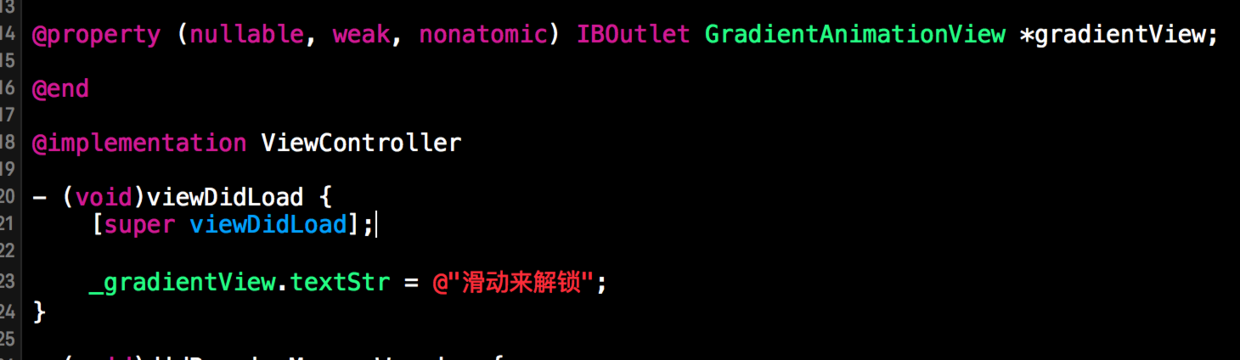 13
14 @property (nullable, weak, nonatomic) IBOutlet GradientAnimationView *gradientView;
15
16 @end
17
18 @implementation ViewController
19
20 - (void)viewDidLoad {
21     [super viewDidLoad];
22
23     _gradientView.textStr = @"滑动来解锁";
24 }
25